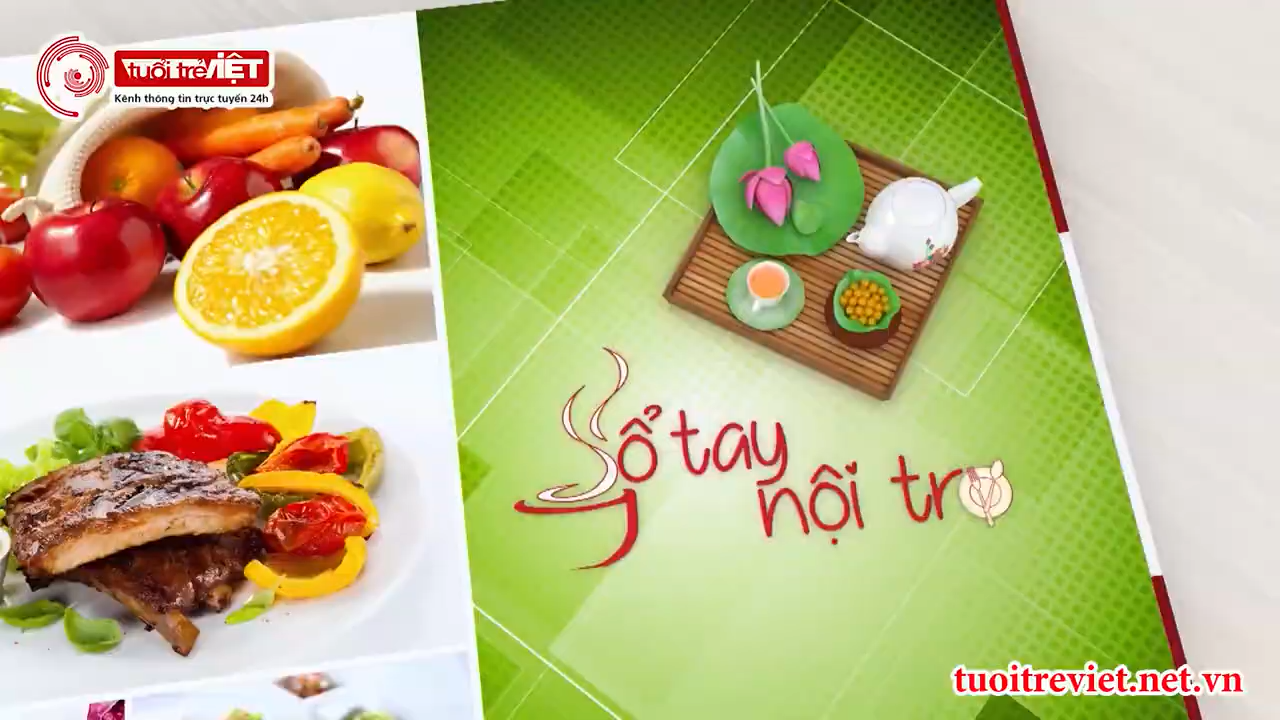 tuổi trẻ VIỆT
Kênh thông tin trực tuyến 24h
Sổ tay
nội trợ
tuoitreviet.net.vn